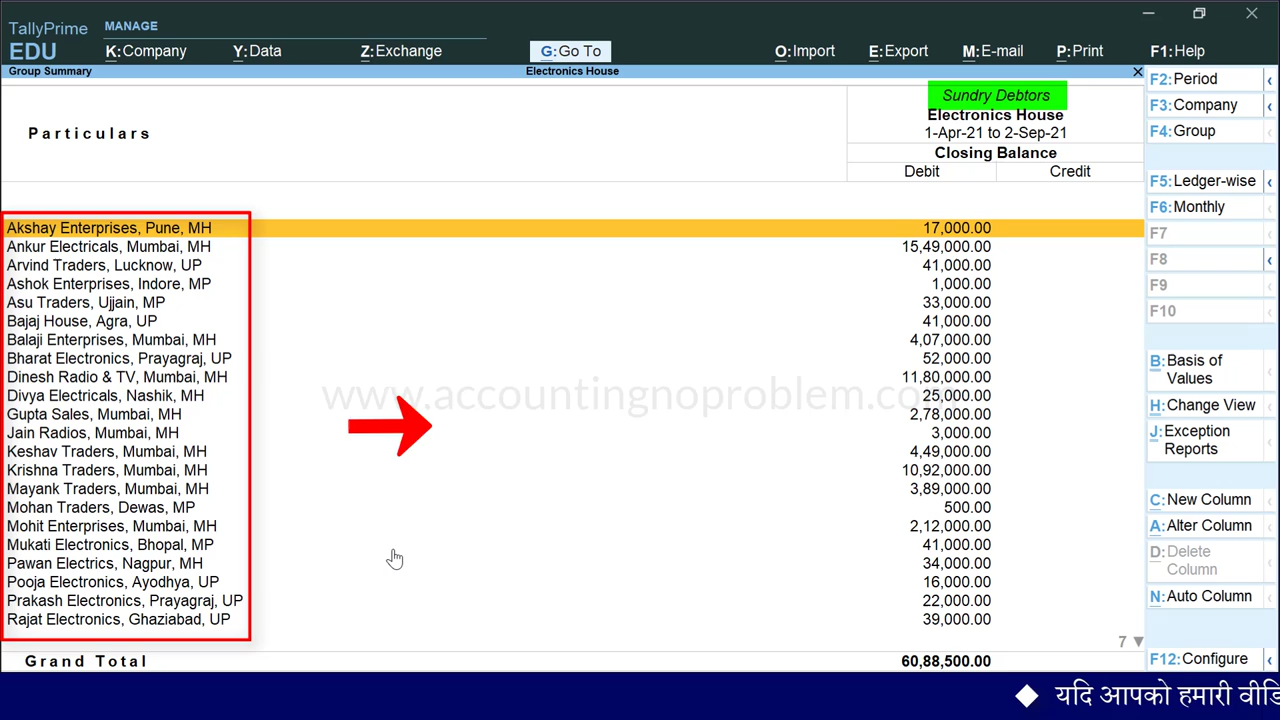 MANAGE
TallyPrime
EDU
K:Company Y:Data Z:Exchange G:Go To O:Import E:Export M:E-mail P:Print F1:Help
Group Summary Electronics House
Particulars
Sundry Debtors
Electronics House
1-Apr-21 to 2-Sep-21
Closing Balance
Debit Credit
Akshay Enterprises, Pune, MH 17,000.00
Ankur Electricals, Mumbai, MH 15,49,000.00
Arvind Traders, Lucknow, UP 41,000.00
Ashok Enterprises, Indore, MP 1,000.00
Asu Traders, Ujjain, MP 33,000.00
Bajaj House, Agra, UP 41,000.00
Balaji Enterprises, Mumbai, MH 4,07,000.00
Bharat Electronics, Prayagraj, UP 52,000.00
Dinesh Radio & TV, Mumbai, MH 11,80,000.00
Divya Electricals, Nashik, MH 25,000.00
Gupta Sales, Mumbai, MH 2,78,000.00
Jain Radios, Mumbai, MH 3,000.00
Keshav Traders, Mumbai, MH 4,49,000.00
Krishna Traders, Mumbai, MH 10,92,000.00
Mayank Traders, Mumbai, MH 3,89,000.00
Mohan Traders, Dewas, MP 500.00
Mohit Enterprises, Mumbai, MH 2,12,000.00
Mukati Electronics, Bhopal, MP 41,000.00
Pawan Electrics, Nagpur, MH 34,000.00
Pooja Electronics, Ayodhya, UP 16,000.00
Prakash Electronics, Prayagraj, UP 22,000.00
Rajat Electronics, Ghaziabad, UP 39,000.00
7
Grand Total 60,88,500.00
www.accountingnoproblem.co
F2:Period
F3:Company
F4:Group
F5:Ledger-wise
F6:Monthly
F7
F8
F9
F10
B:Basis of
Values
H:Change View
J:Exception
Reports
C:New Column
A:Alter Column
D:Delete
Column
N:Auto Column
F12:Configure
यदि आपको हमारी